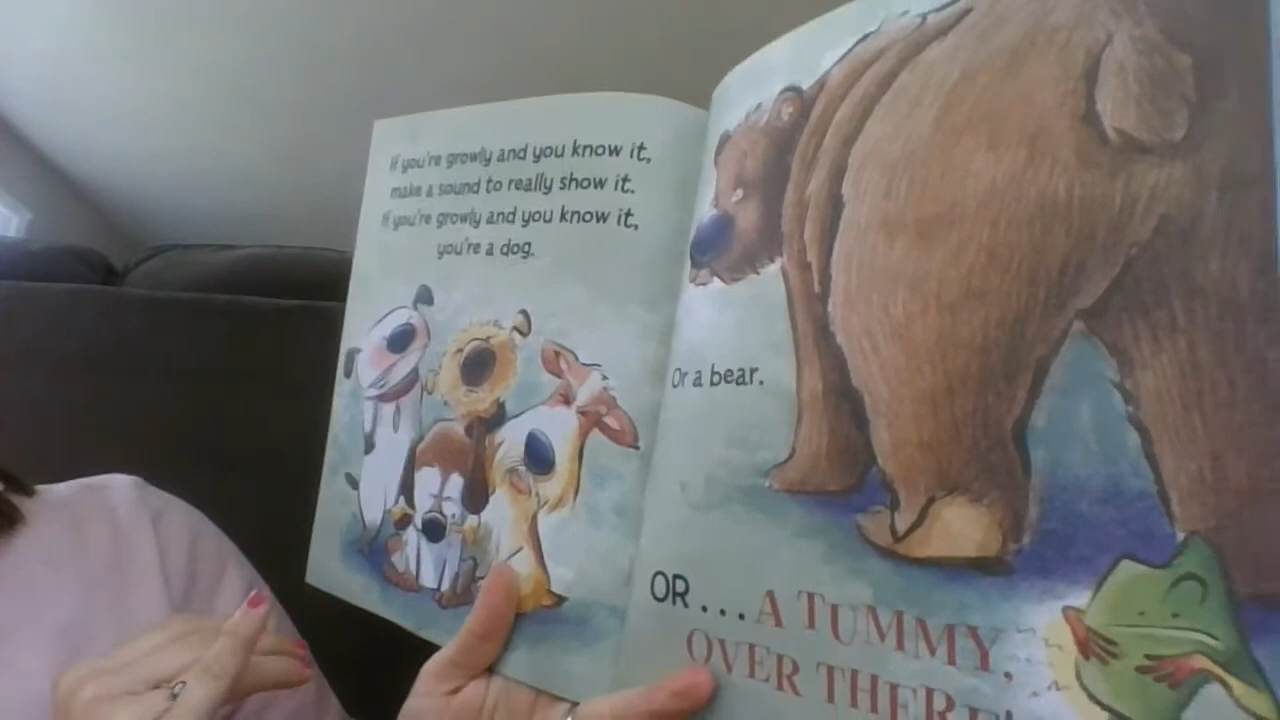 If you're growly and you know it,
make a sound to really show it.
If you're growly and you know it,
you're a dog.
Or a bear.
OR...A TUMMY,
OVER THERE!